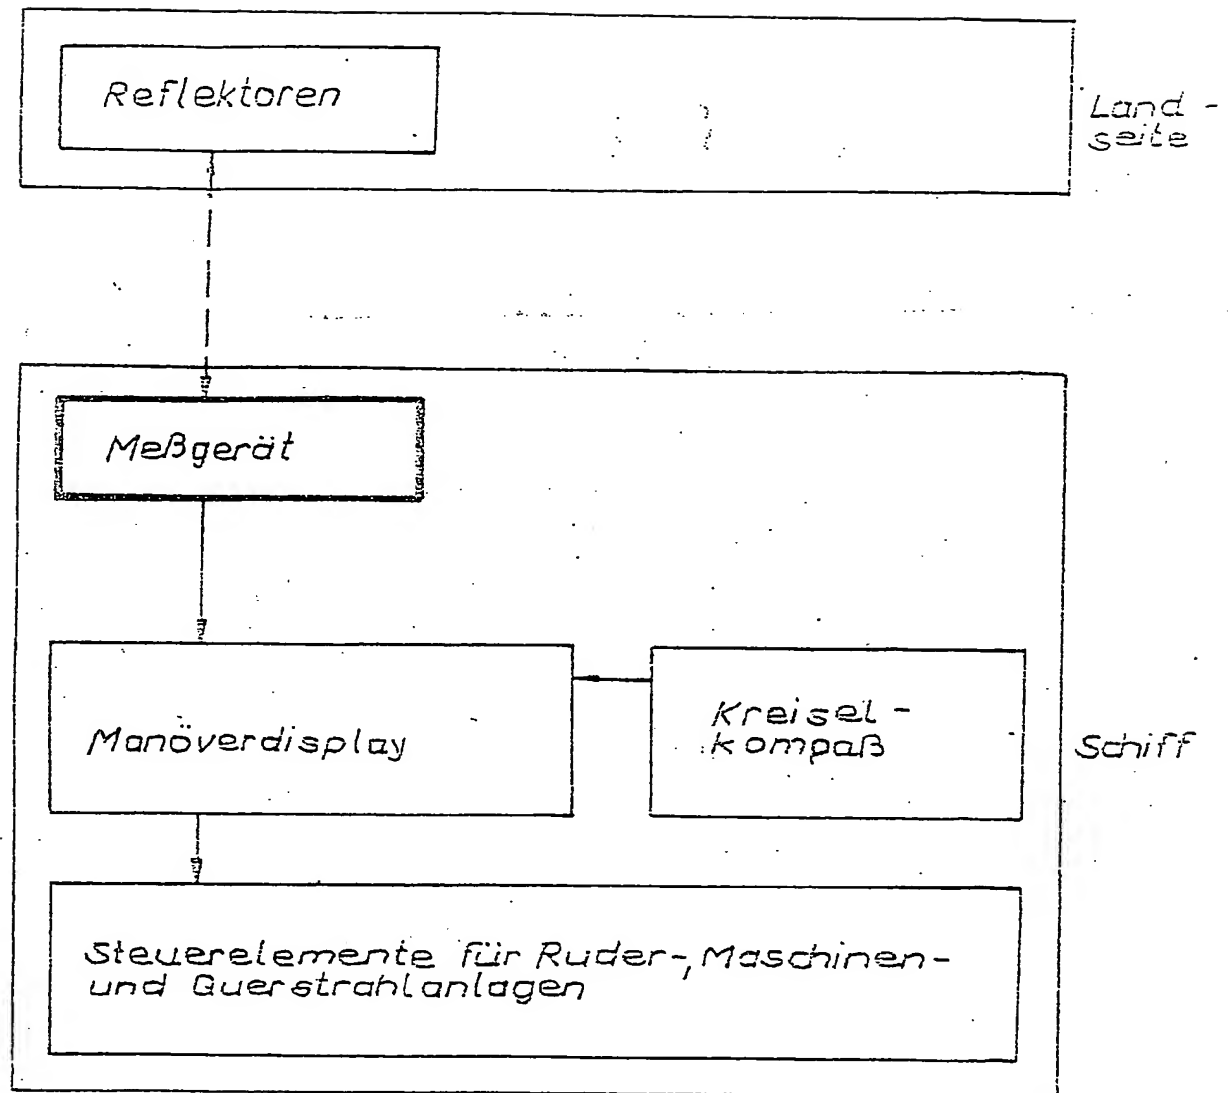 Reflektoren
Land-
seite
Meßgerät
Manöverdisplay
Kreisel-
kompaß
Schiff
Steuerelemente für Ruder-, Maschinen-
und Querstrahlanlagen